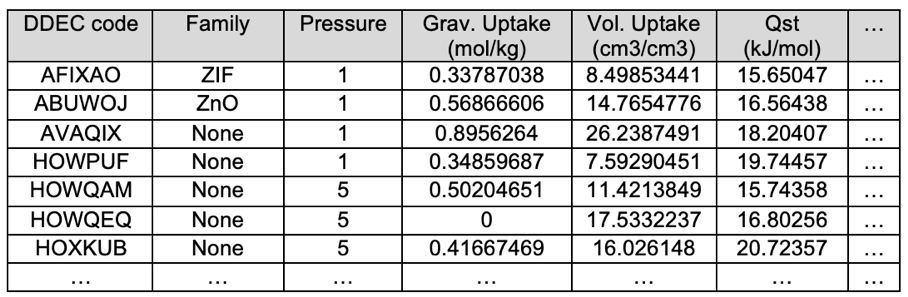 DDEC code Family Pressure Grav. Uptake (mol/kg) Vol. Uptake (cm3/cm3) Qst (kJ/mol) …
AFIXAO ZIF 1 0.33787038 8.49853441 15.65047 …
ABUWOJ ZnO 1 0.56866606 14.7654776 16.56438 …
AVAQIX None 1 0.8956264 26.2387491 18.20407 …
HOWPUF None 1 0.34859687 7.59290451 19.74457 …
HOWQAM None 5 0.50204651 11.4213849 15.74358 …
HOWQEQ None 5 0 17.5332237 16.80256 …
HOXKUB None 5 0.41667469 16.026148 20.72357 …
… … … … … … …